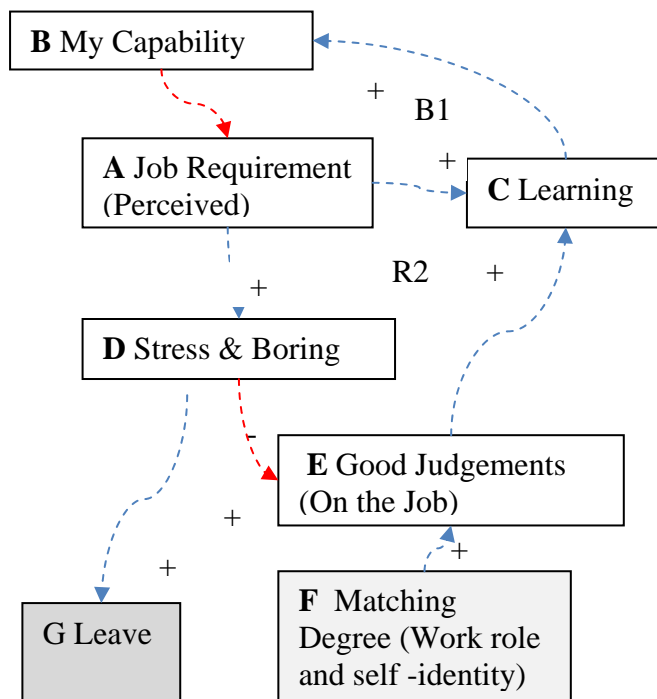 B My Capability
+
B1
A Job Requirement
(Perceived)
+
C Learning
R2
+
+
D Stress & Boring
-
E Good Judgements
(On the Job)
+
+
+
G Leave
F Matching
Degree (Work role
and self -identity)